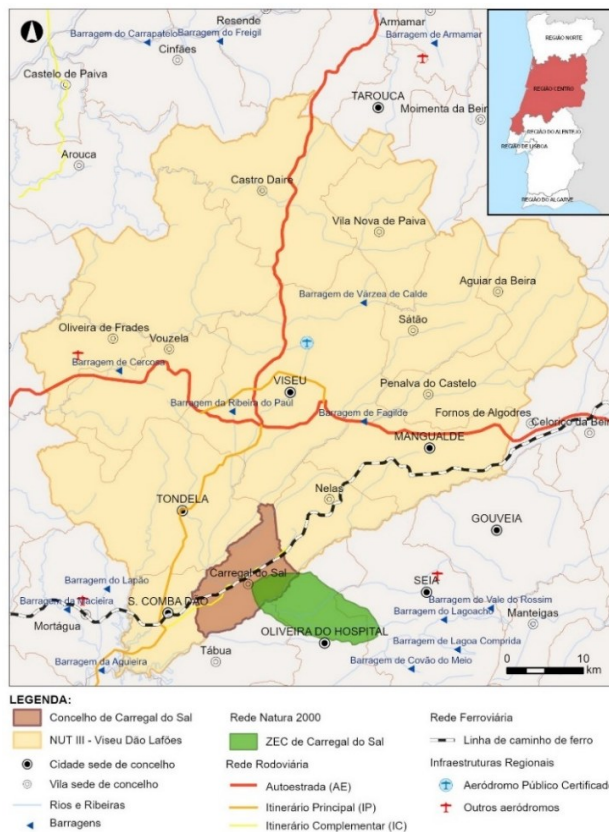 Resende
Armamar
Barragem do Carrapatelo
Barragem do Freigil
Barragem de Armamar
Cinfães
Castelo de Paiva
TAROUCA
Moimenta da Beir
Arouca
Castro Daire
Vila Nova de Paiva
Aguiar da Beira
Barragem de Várzea de Calde
Oliveira de Frades
Vouzela
Sátão
Barragem de Cercosa
VISEU
Penalva do Castelo
Barragem da Ribeira do Paúl
Barragem de Fagilde
Fornos de Algodres
Celorico da Beira
MANGUALDE
Nelas
TONDELA
GOUVEIA
Barragem do Lapão
Carregal do Sal
SEIA
Barragem da Macieira
S. COMBA DÃO
Barragem de Vale do Rossim
Barragem do Lagoacho
Mortágua
Manteigas
OLIVEIRA DO HOSPITAL
Barragem de Lagoa Comprida
Tábua
Barragem da Aguieira
Barragem de Covão do Meio
0 10
km
REGIÃO NORTE
REGIÃO CENTRO
REGIÃO DO ALENTEJO
REGIÃO DE LISBOA
REGIÃO DO ALGARVE
LEGENDA:
Concelho de Carregal do Sal
NUT III - Viseu Dão Lafões
Cidade sede de concelho
Vila sede de concelho
Rios e Ribeiras
Barragens
Rede Natura 2000
ZEC de Carregal do Sal
Rede Rodoviária
Autoestrada (AE)
Itinerário Principal (IP)
Itinerário Complementar (IC)
Rede Ferroviária
Linha de caminho de ferro
Infraestruturas Regionais
Aeródromo Público Certificado
Outros aeródromos